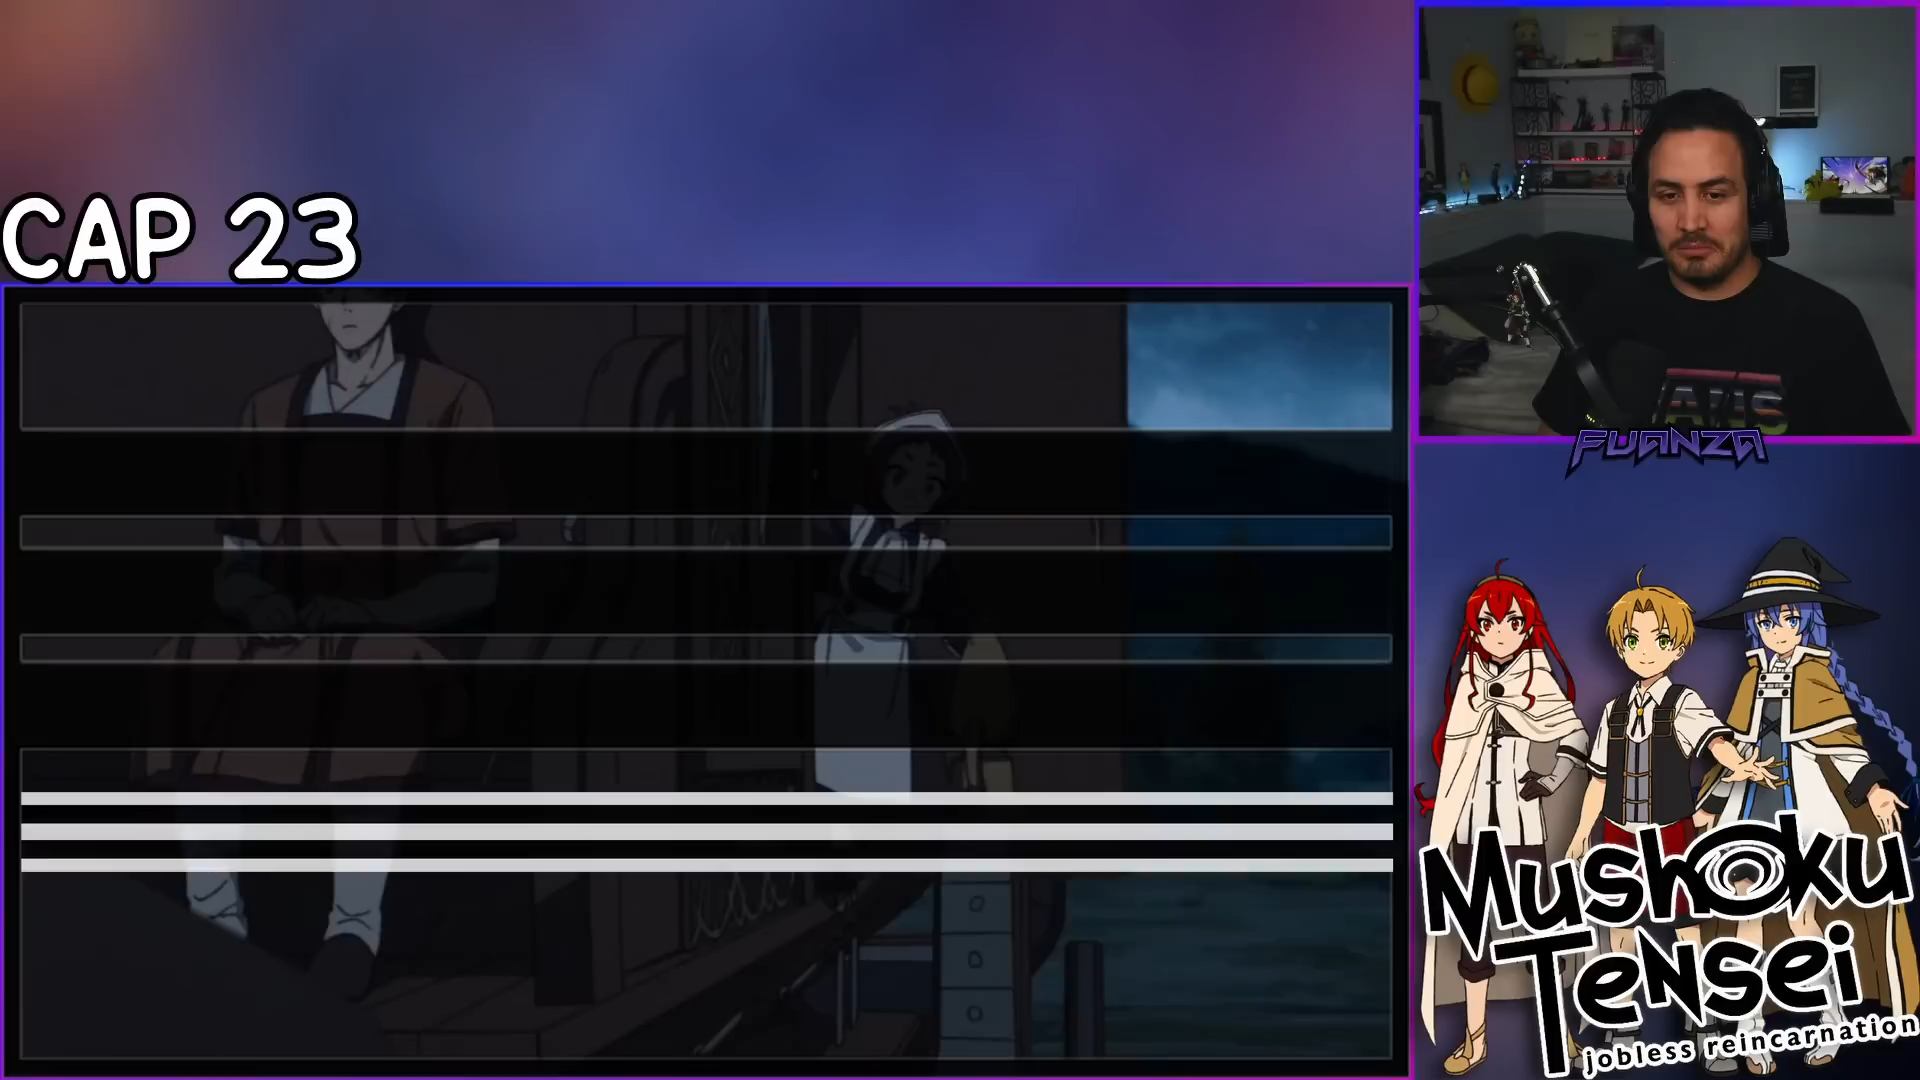 CAP 23
FUANZA
Mushoku
Tensei
jobless reincarnation